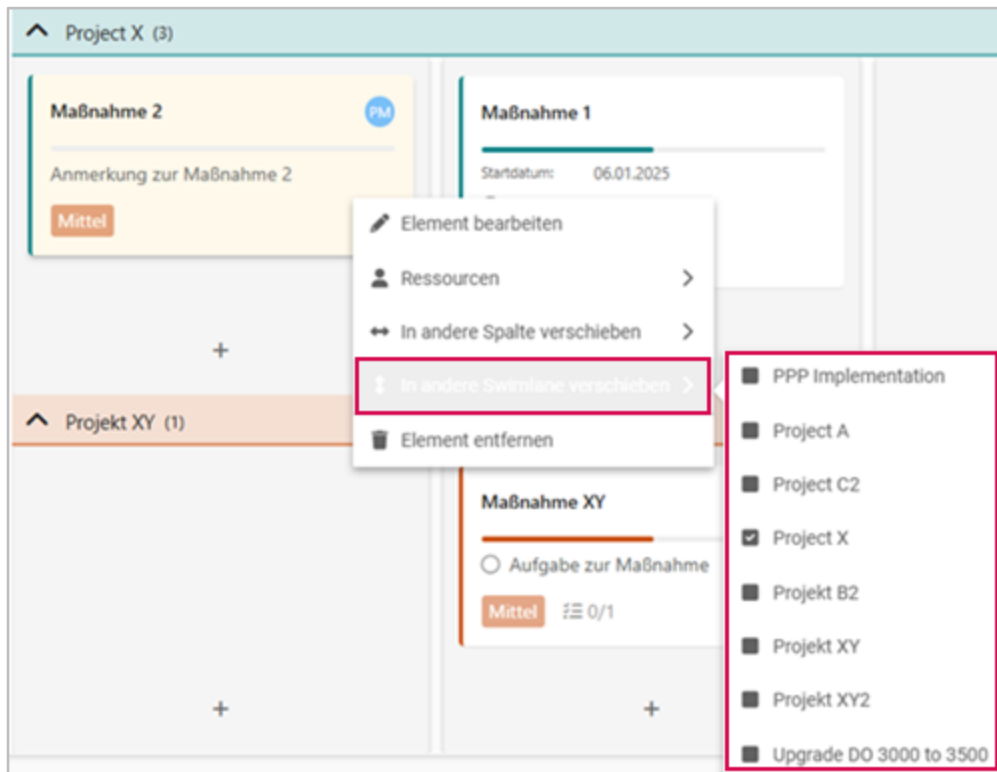 Project X (3)
Maßnahme 2
PM
Anmerkung zur Maßnahme 2
Mittel
Maßnahme 1
Startdatum: 06.01.2025
Element bearbeiten
Ressourcen
In andere Spalte verschieben
In andere Swimlane verschieben
Element entfernen
PPP Implementation
Project A
Project C2
Project X
Projekt B2
Projekt XY
Projekt XY2
Upgrade DO 3000 to 3500
+
Projekt XY (1)
Maßnahme XY
Aufgabe zur Maßnahme
Mittel
0/1
+
+